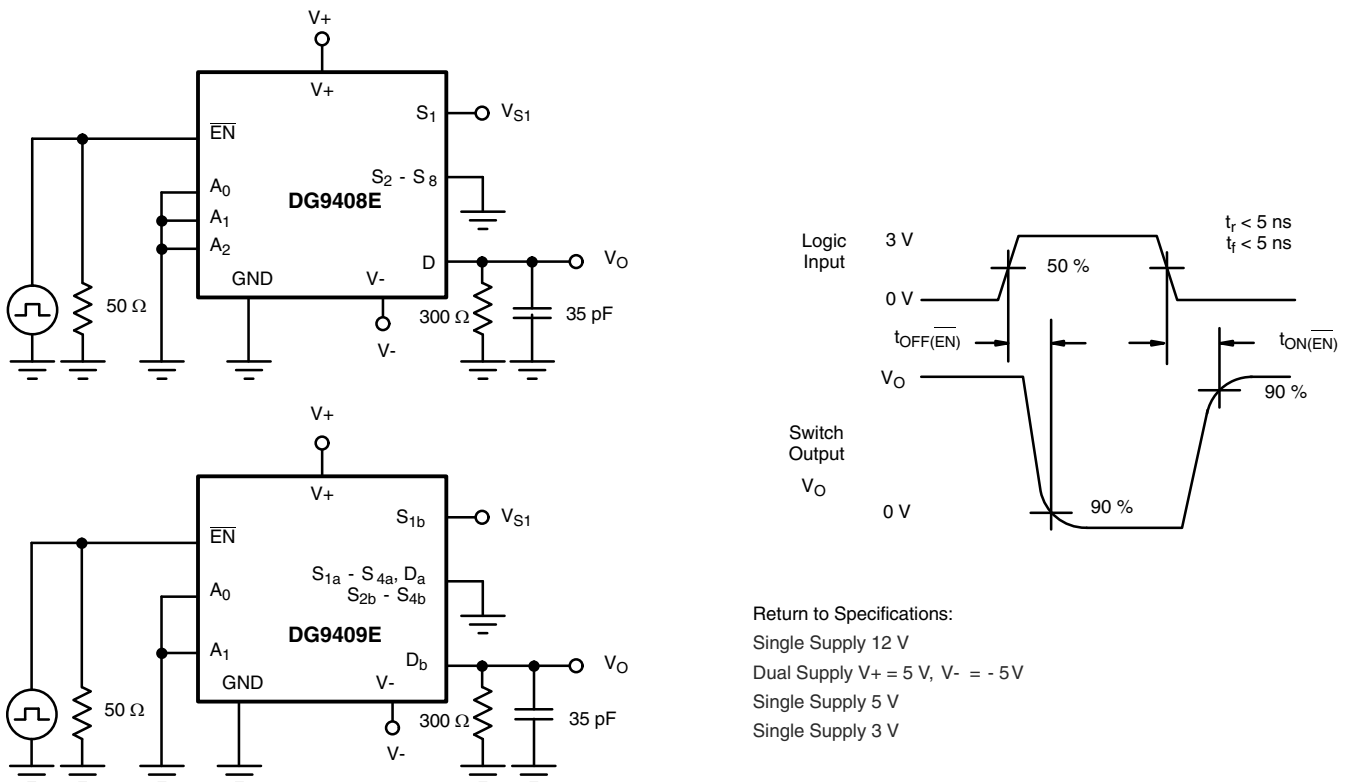 V+
V+
S1
VS1
EN
S2 - S8
A0
DG9408E
A1
A2
D
VO
GND
V-
50 Ω
300 Ω
35 pF
V-
V+
V+
S1b
VS1
EN
S1a - S4a, Da
S2b - S4b
A0
DG9409E
A1
Db
VO
GND
V-
50 Ω
300 Ω
35 pF
V-
tr < 5 ns
tf < 5 ns
Logic
Input
3 V
50 %
0 V
tOFF(EN)
tON(EN)
VO
90 %
Switch
Output
VO
0 V
90 %
Return to Specifications:
Single Supply 12 V
Dual Supply V+ = 5 V, V- = - 5 V
Single Supply 5 V
Single Supply 3 V